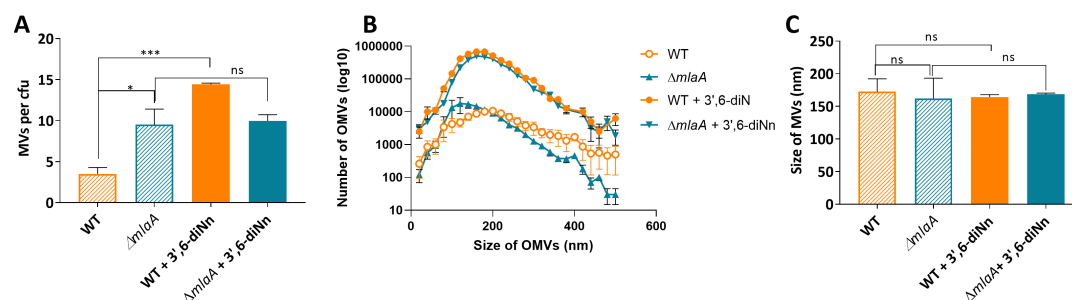 A
MVs per cfu
20
15
10
5
0
***
*
ns
WT
ΔmlaA
WT + 3',6-diNn
ΔmlaA + 3',6-diNn
B
Number of OMVs (log10)
1000000
100000
10000
1000
100
10
0
200
400
600
Size of OMVs (nm)
WT
ΔmlaA
WT + 3',6-diN
ΔmlaA + 3',6-diNn
C
Size of MVs (nm)
250
200
150
100
50
0
ns
ns
ns
WT
ΔmlaA
WT + 3',6-diNn
ΔmlaA+ 3',6-diNn